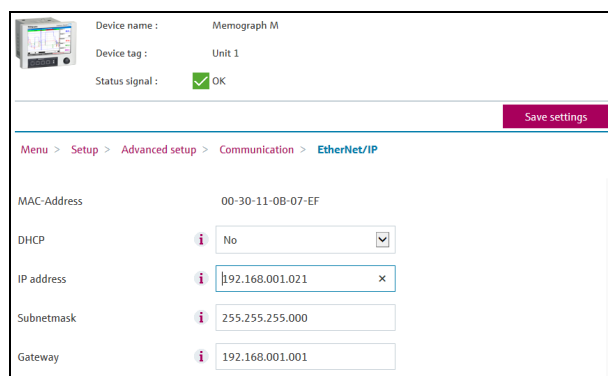 Device name : Memograph M
Device tag : Unit 1
Status signal : OK
Save settings
Menu > Setup > Advanced setup > Communication > EtherNet/IP
MAC-Address 00-30-11-0B-07-EF
DHCP i No
IP address i 192.168.001.021 ×
Subnetmask i 255.255.255.000
Gateway i 192.168.001.001